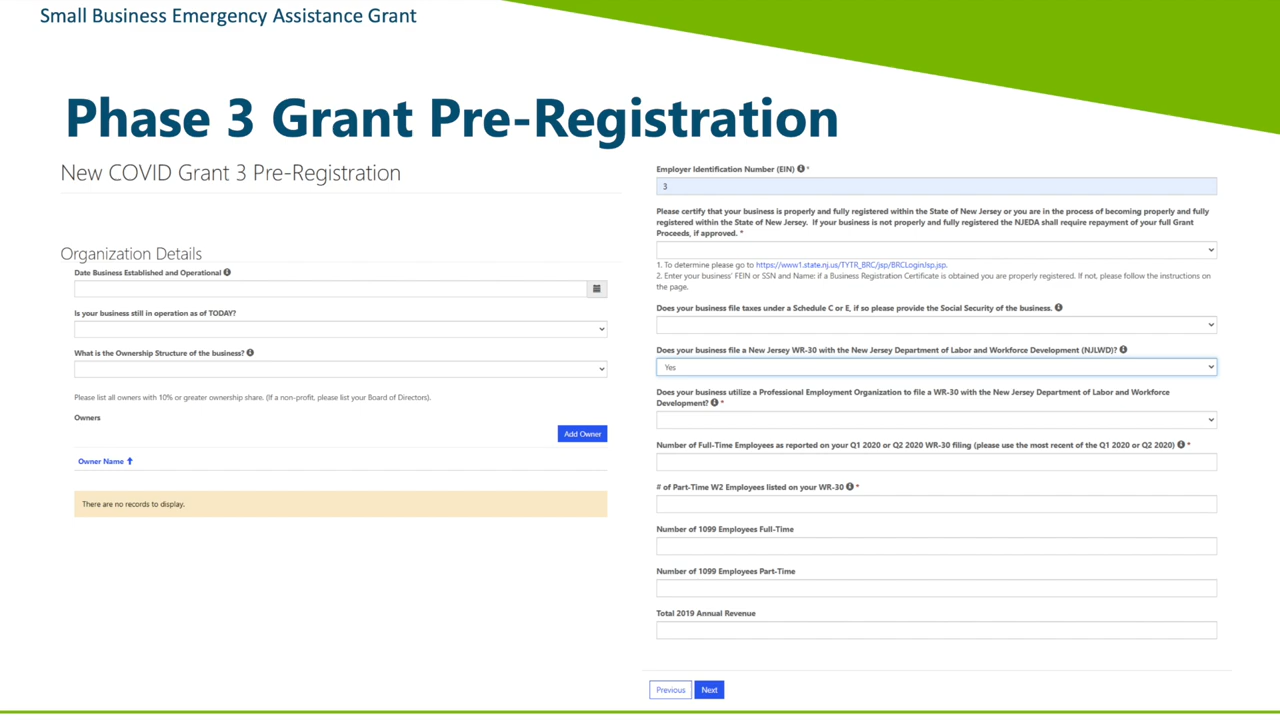 Small Business Emergency Assistance Grant
Phase 3 Grant Pre-Registration
New COVID Grant 3 Pre-Registration
Organization Details
Date Business Established and Operational
Is your business still in operation as of TODAY?
What is the Ownership Structure of the business?
Please list all owners with 10% or greater ownership share. (If a non-profit, please list your Board of Directors).
Owners
Add Owner
Owner Name
There are no records to display.
Employer Identification Number (EIN) *
3
Please certify that your business is properly and fully registered within the State of New Jersey or you are in the process of becoming properly and fully
registered within the State of New Jersey. If your business is not properly and fully registered the NJEDA shall require repayment of your full Grant
Proceeds, if approved. *
1. To determine please go to https://www1.state.nj.us/TYTR_BRC/jsp/BRCLoginJsp.jsp.
2. Enter your business' FEIN or SSN and Name: if a Business Registration Certificate is obtained you are properly registered. If not, please follow the instructions on
the page.
Does your business file taxes under a Schedule C or E, if so please provide the Social Security of the business.
Does your business file a New Jersey WR-30 with the New Jersey Department of Labor and Workforce Development (NJLWD)?
Yes
Does your business utilize a Professional Employment Organization to file a WR-30 with the New Jersey Department of Labor and Workforce
Development? *
Number of Full-Time Employees as reported on your Q1 2020 or Q2 2020 WR-30 filing (please use the most recent of the Q1 2020 or Q2 2020) *
# of Part-Time W2 Employees listed on your WR-30 *
Number of 1099 Employees Full-Time
Number of 1099 Employees Part-Time
Total 2019 Annual Revenue
Previous
Next